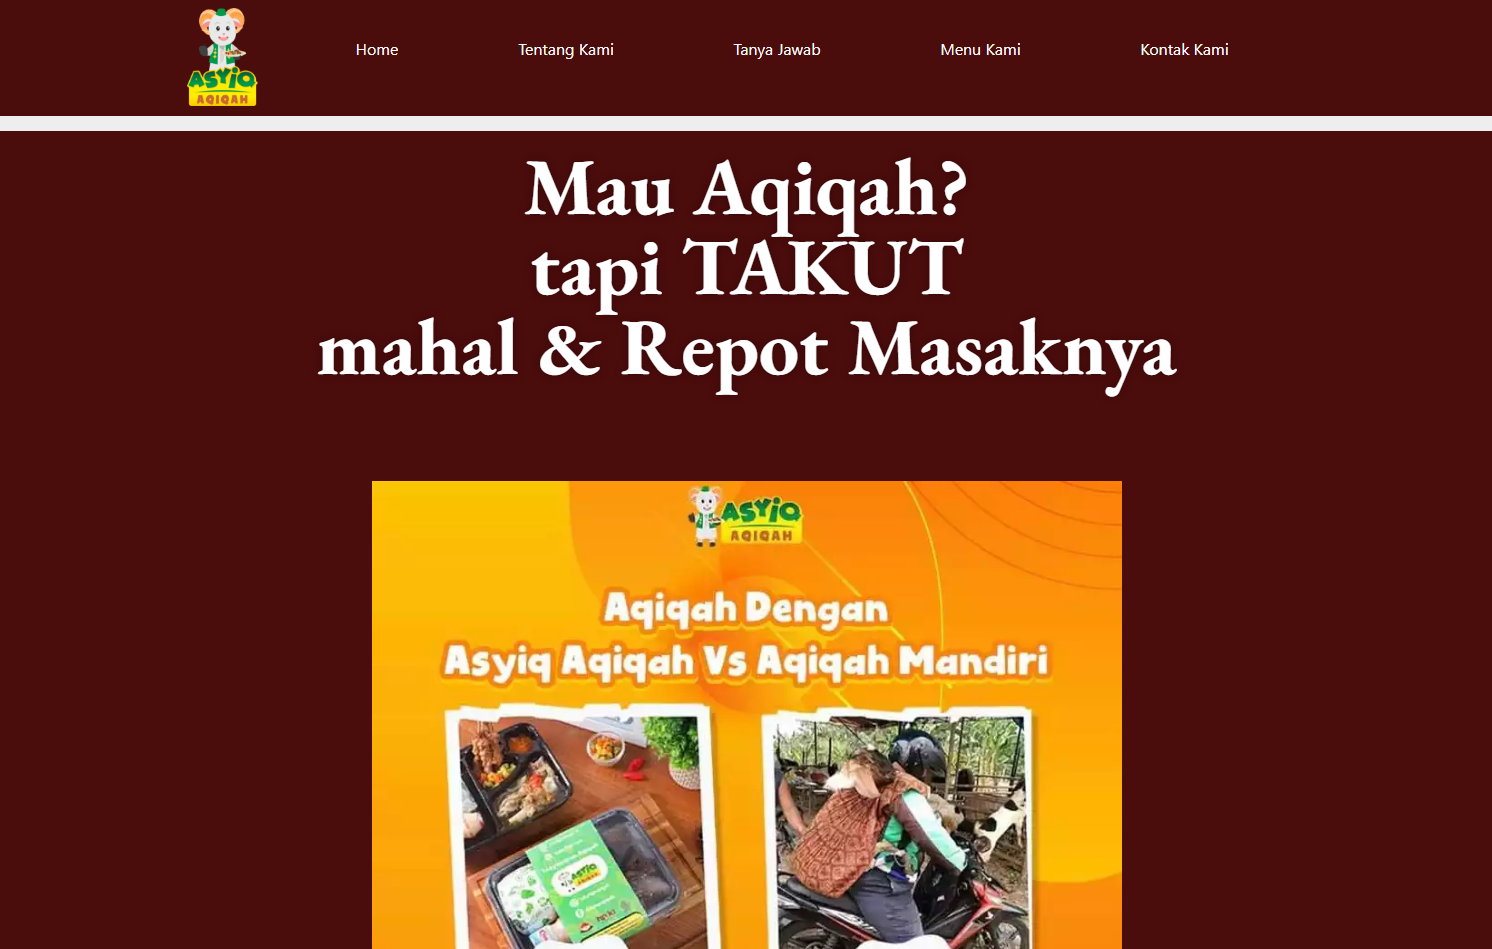 ASYIQ
AQIQAH
Home
Tentang Kami
Tanya Jawab
Menu Kami
Kontak Kami
Mau Aqiqah?
tapi TAKUT
mahal & Repot Masaknya
ASYIQ
AQIQAH
Aqiqah Dengan
Asyiq Aqiqah Vs Aqiqah Mandiri
ASYIQ